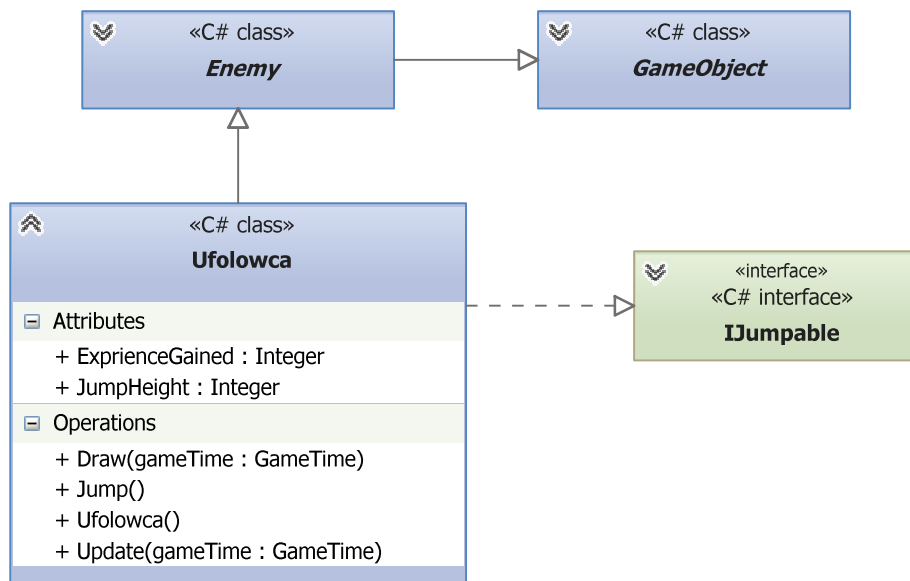 «C# class»
Enemy
«C# class»
GameObject
«C# class»
Ufolowca
Attributes
+ ExprienceGained : Integer
+ JumpHeight : Integer
Operations
+ Draw(gameTime : GameTime)
+ Jump()
+ Ufolowca()
+ Update(gameTime : GameTime)
«interface»
«C# interface»
IJumpable